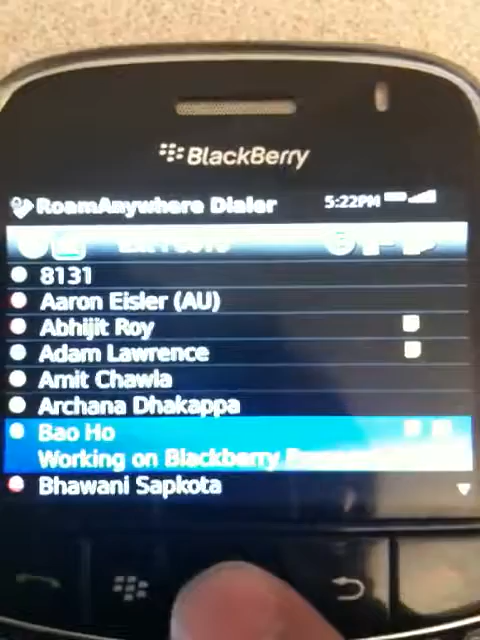 BlackBerry
RoamAnywhere Dialer 5:22PM
8131
Aaron Eisler (AU)
Abhijit Roy
Adam Lawrence
Amit Chawla
Archana Dhakappa
Bao Ho
Working on Blackberry
Bhawani Sapkota